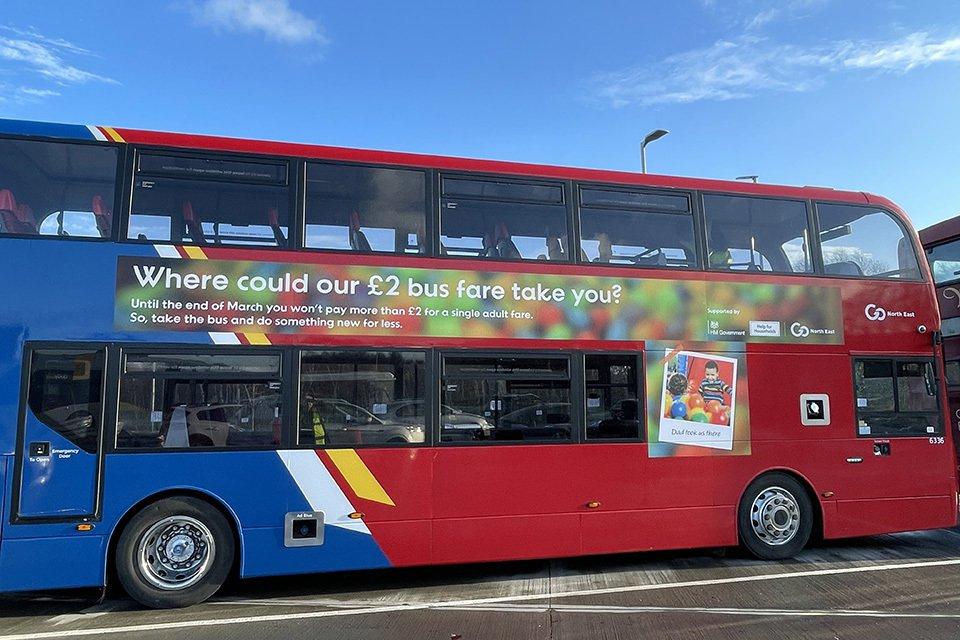 Where could our £2 bus fare take you?
Until the end of March you won't pay more than £2 for a single adult fare.
So, take the bus and do something new for less.
Supported by
HM Government
Help for Households
Go North East
Go North East
Dad took us there
6336
Emergency Door
To Open
Ad Blue